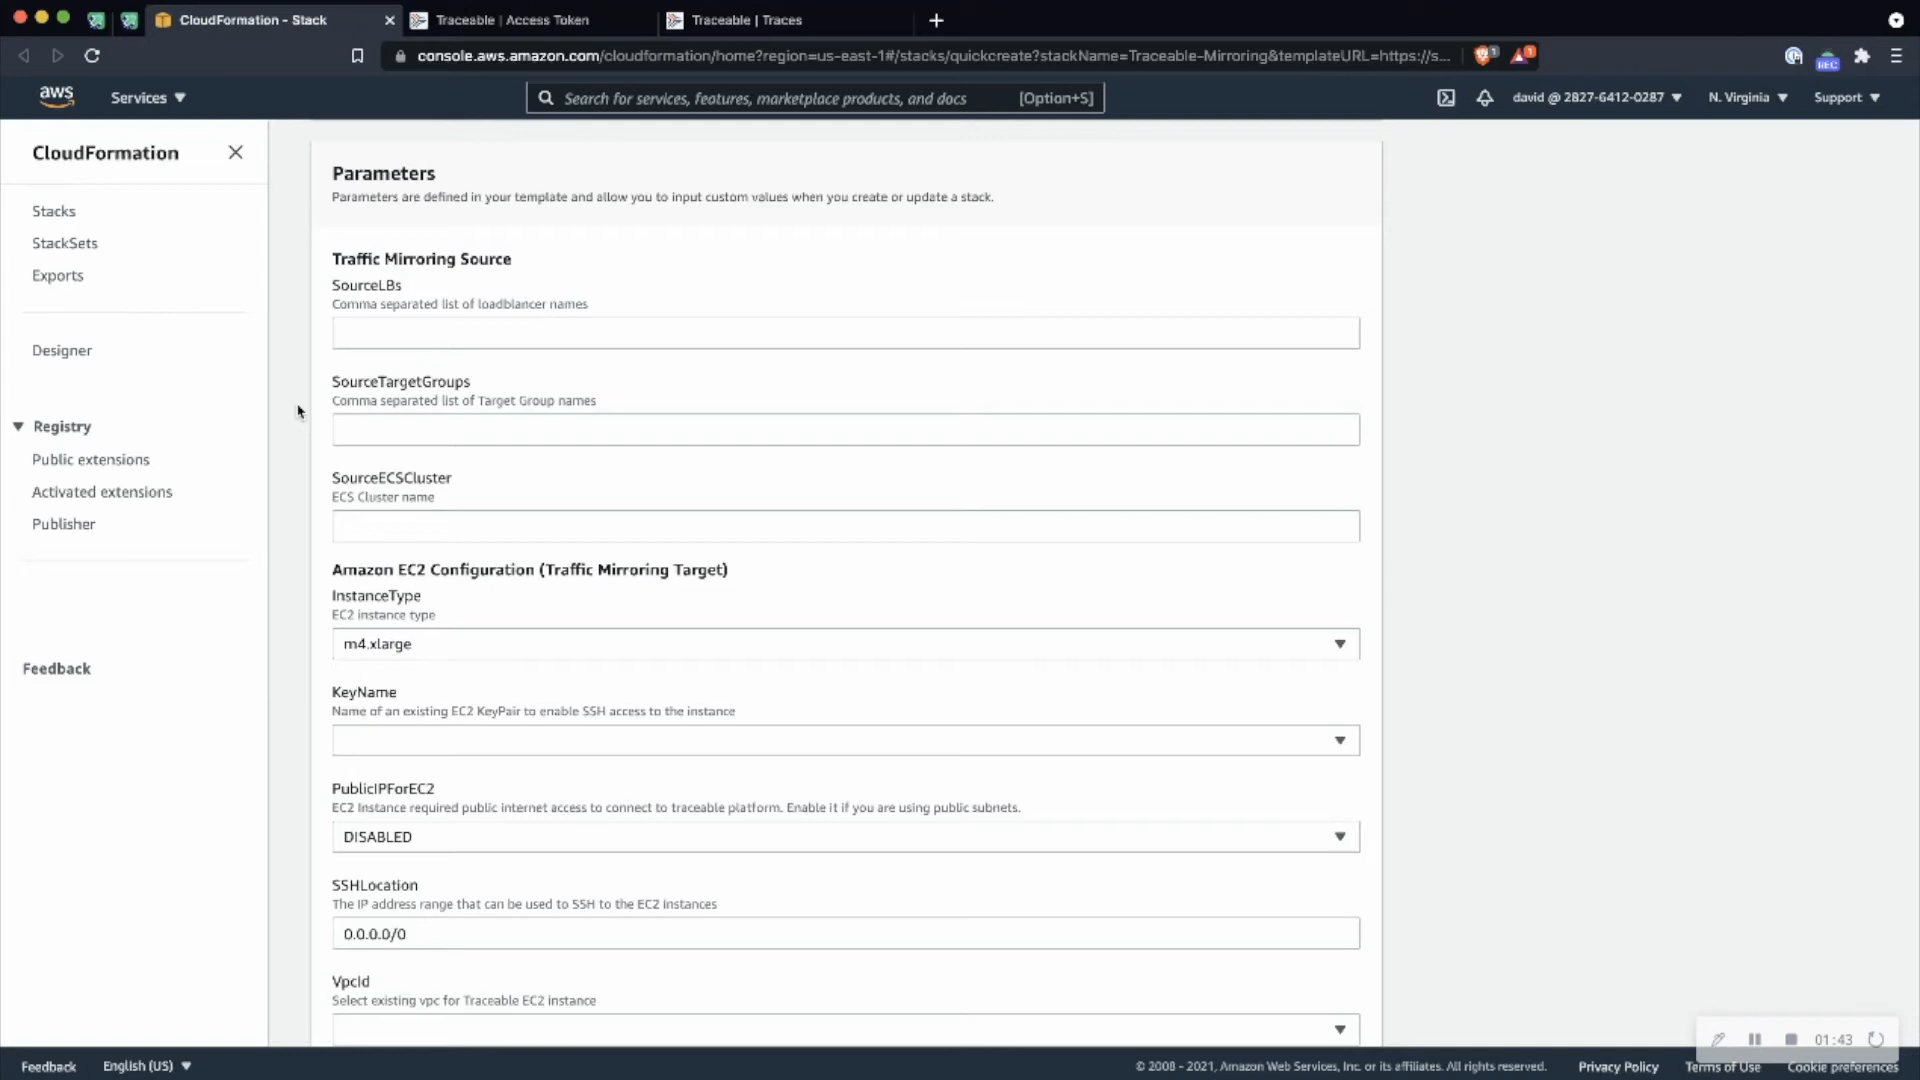 CloudFormation - Stack
Traceable | Access Token
Traceable | Traces
console.aws.amazon.com/cloudformation/home?region=us-east-1#/stacks/quickcreate?stackName=Traceable-Mirroring&templateURL=https://s...
1
1
REC
aws
Services
Search for services, features, marketplace products, and docs
[Option+S]
david @ 2827-6412-0287
N. Virginia
Support
CloudFormation
Stacks
StackSets
Exports
Designer
Registry
Public extensions
Activated extensions
Publisher
Feedback
Parameters
Parameters are defined in your template and allow you to input custom values when you create or update a stack.
Traffic Mirroring Source
SourceLBs
Comma separated list of loadblancer names
SourceTargetGroups
Comma separated list of Target Group names
SourceECSCluster
ECS Cluster name
Amazon EC2 Configuration (Traffic Mirroring Target)
InstanceType
EC2 instance type
m4.xlarge
KeyName
Name of an existing EC2 KeyPair to enable SSH access to the instance
PublicIPForEC2
EC2 Instance required public internet access to connect to traceable platform. Enable it if you are using public subnets.
DISABLED
SSHLocation
The IP address range that can be used to SSH to the EC2 instances
0.0.0.0/0
VpcId
Select existing vpc for Traceable EC2 instance
01:43
Feedback
English (US)
© 2008 - 2021, Amazon Web Services, Inc. or its affiliates. All rights reserved.
Privacy Policy
Terms of Use
Cookie preferences